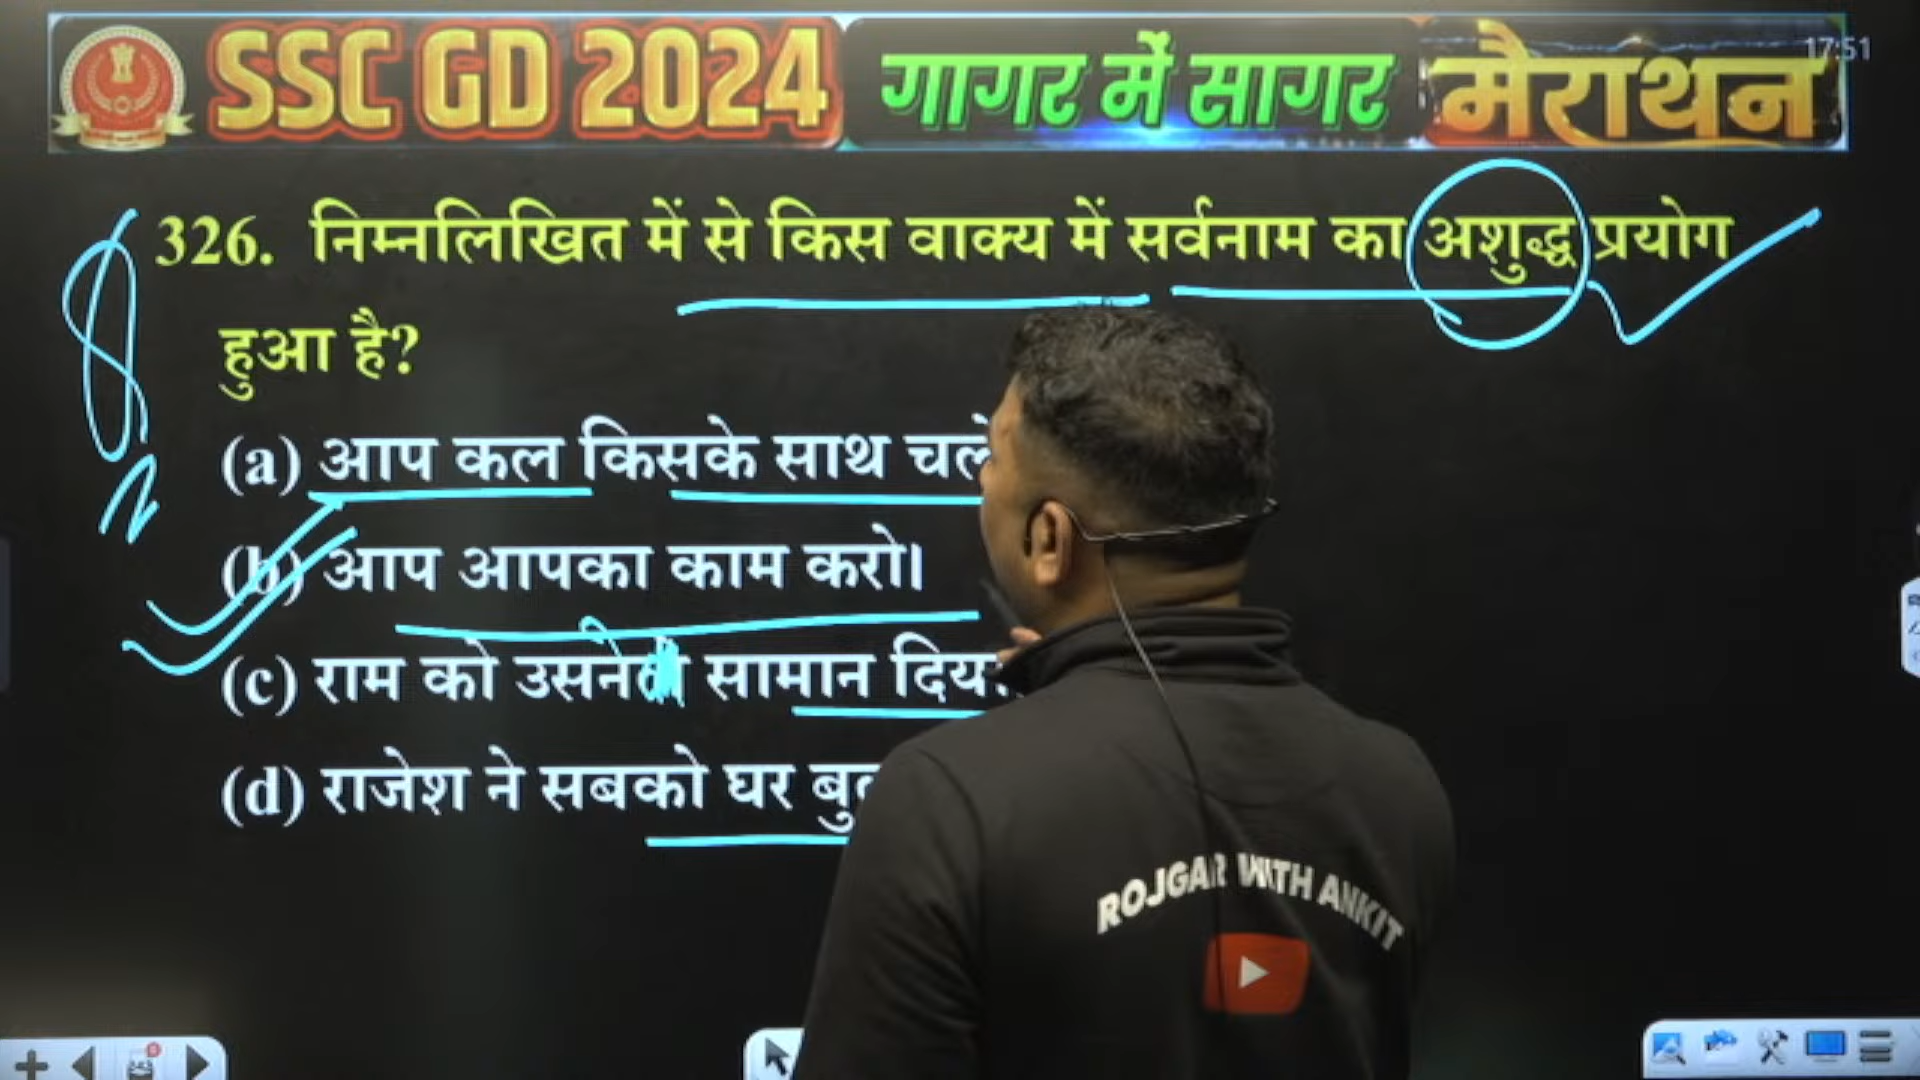 SSC GD 2024 गागर में सागर मैराथन
17:51
326. निम्नलिखित में से किस वाक्य में सर्वनाम का अशुद्ध प्रयोग
हुआ है?
(a) आप कल किसके साथ
(b) आप आपका काम करो।
(c) राम को उसने सामान
(d) राजेश ने सबको घर
ROJGAR WITH ANKIT